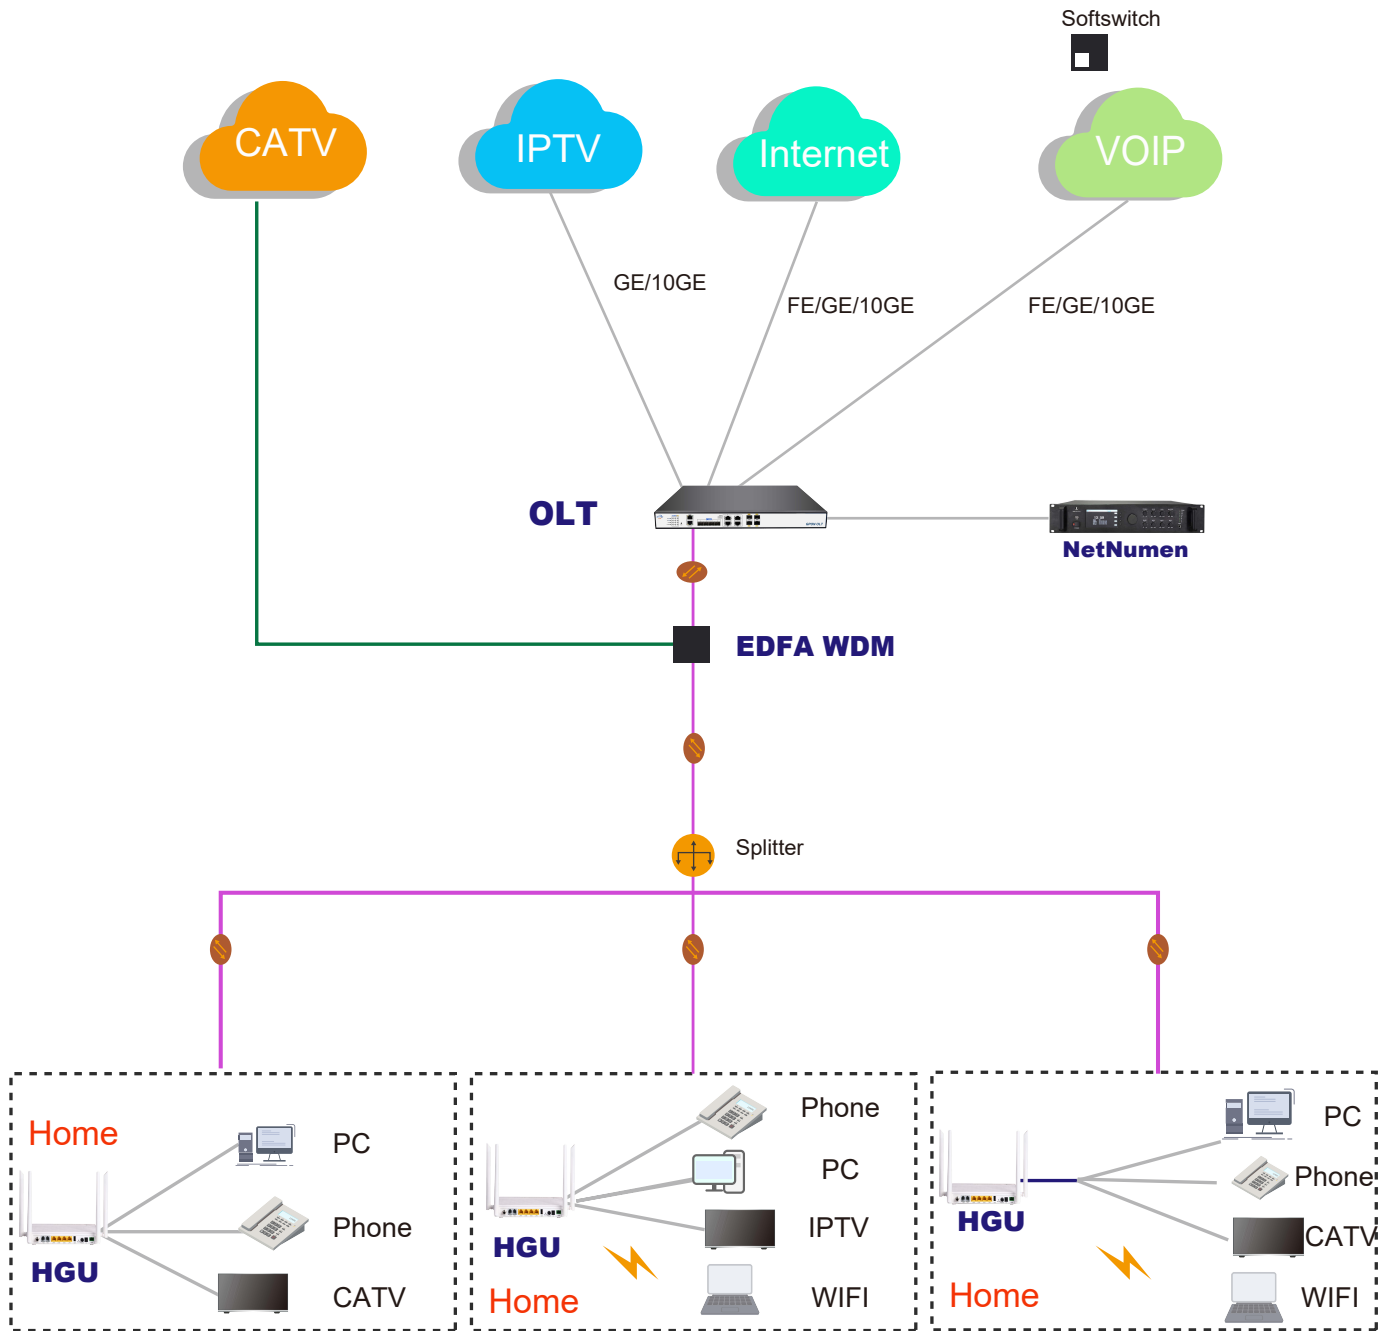 Softswitch
CATV
IPTV
Internet
VOIP
GE/10GE
FE/GE/10GE
FE/GE/10GE
OLT
NetNumen
EDFA WDM
Splitter
Home
PC
Phone
HGU
CATV
Phone
PC
IPTV
HGU
Home
WIFI
PC
Phone
HGU
CATV
Home
WIFI